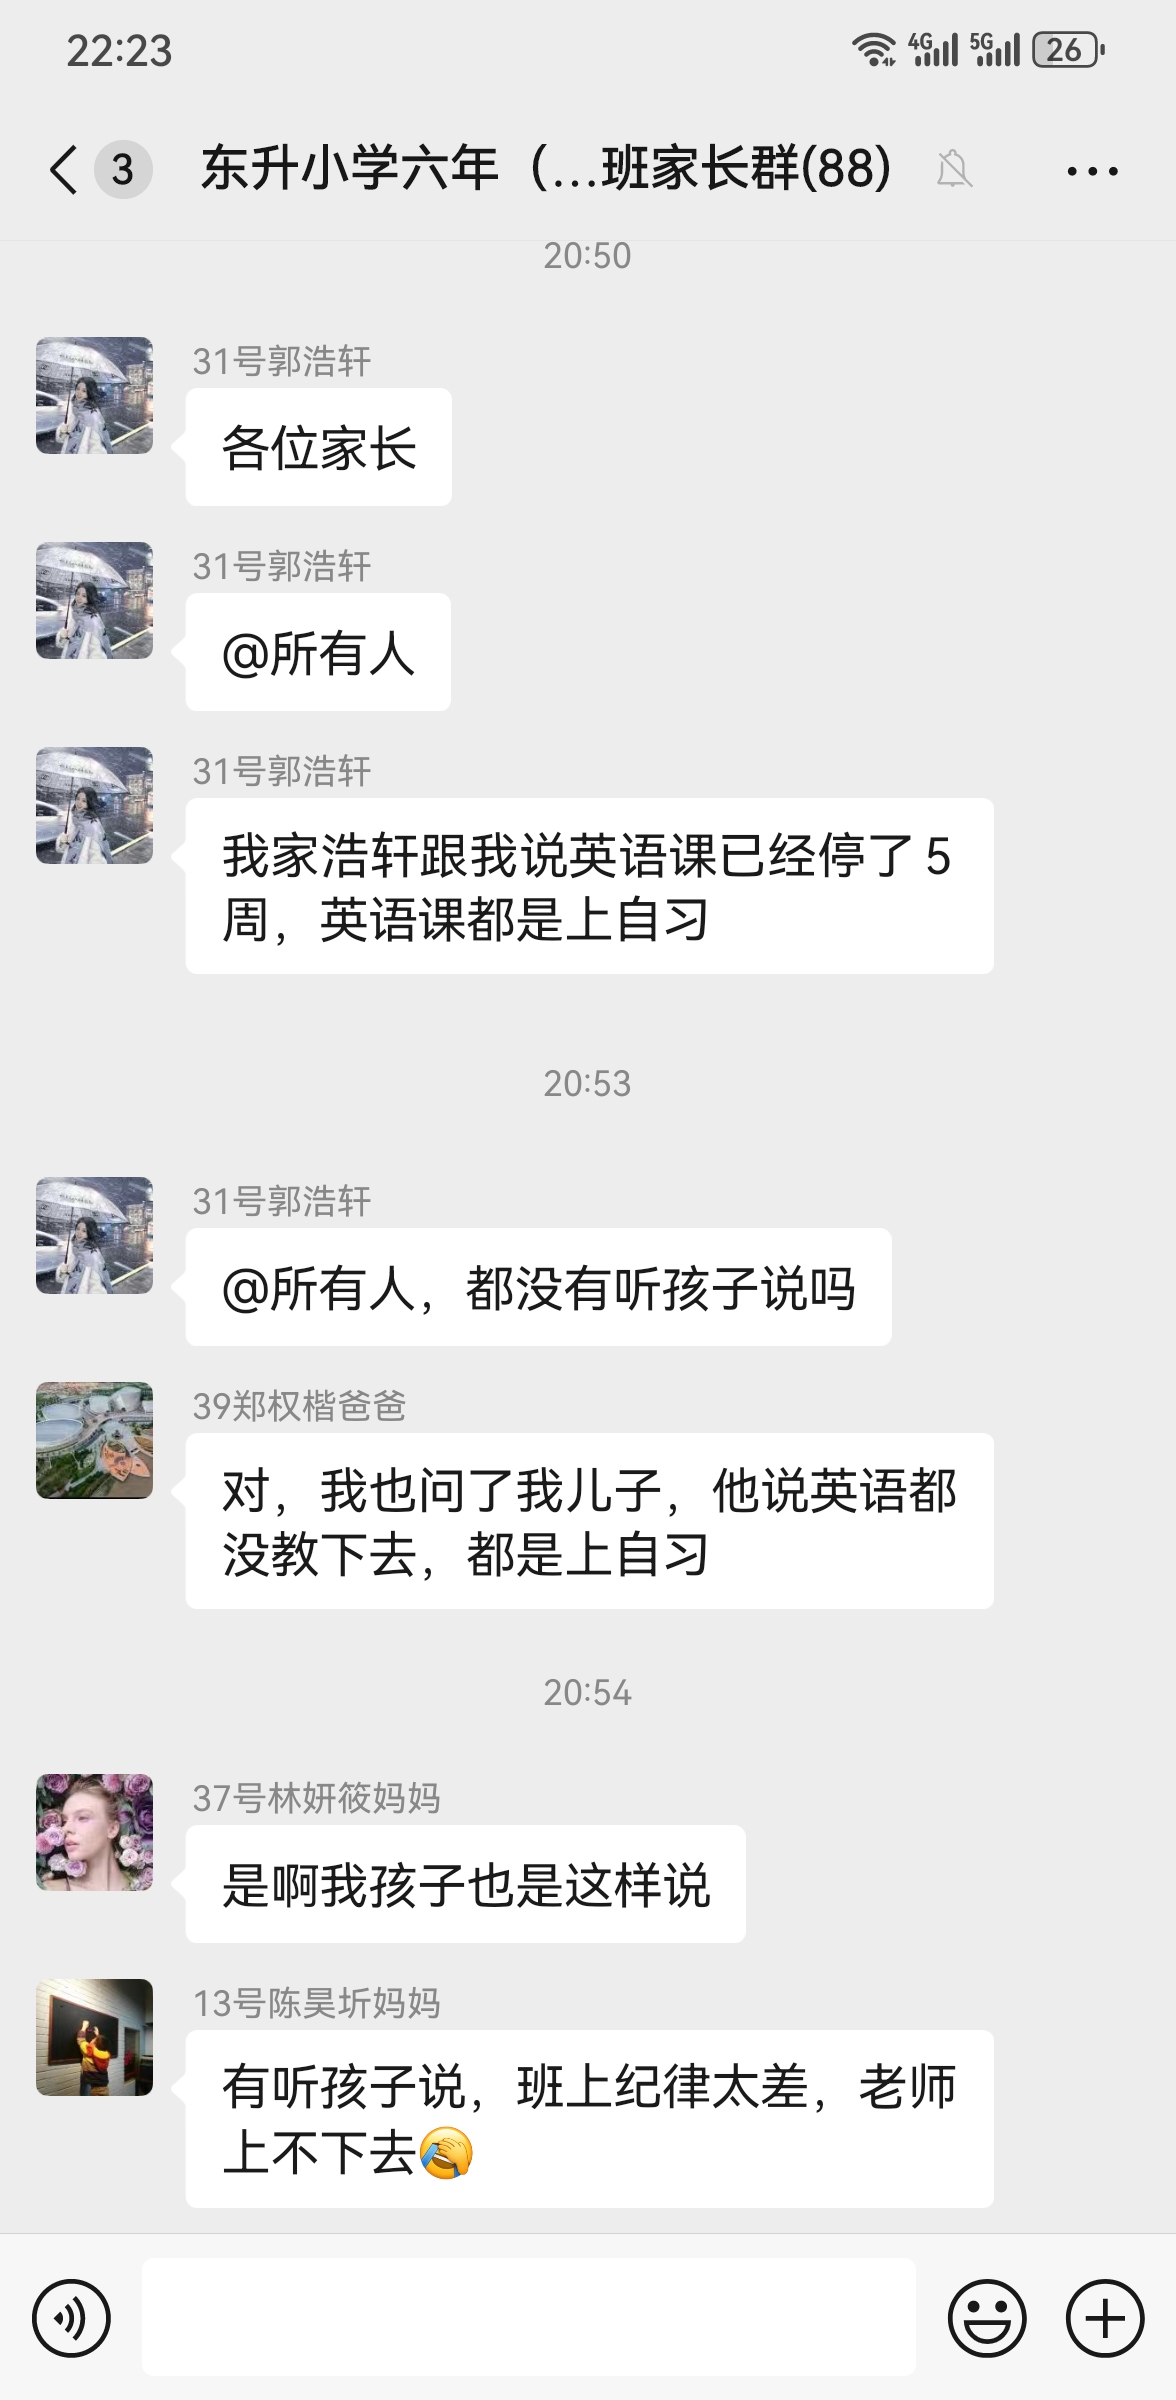 22:23
4G 5G 26
3 东升小学六年（...班家长群(88)
20:50
31号郭浩轩
各位家长
31号郭浩轩
@所有人
31号郭浩轩
我家浩轩跟我说英语课已经停了5
周，英语课都是上自习
20:53
31号郭浩轩
@所有人，都没有听孩子说吗
39郑权楷爸爸
对，我也问了我儿子，他说英语都
没教下去，都是上自习
20:54
37号林妍筱妈妈
是啊我孩子也是这样说
13号陈昊圻妈妈
有听孩子说，班上纪律太差，老师
上不下去🤣